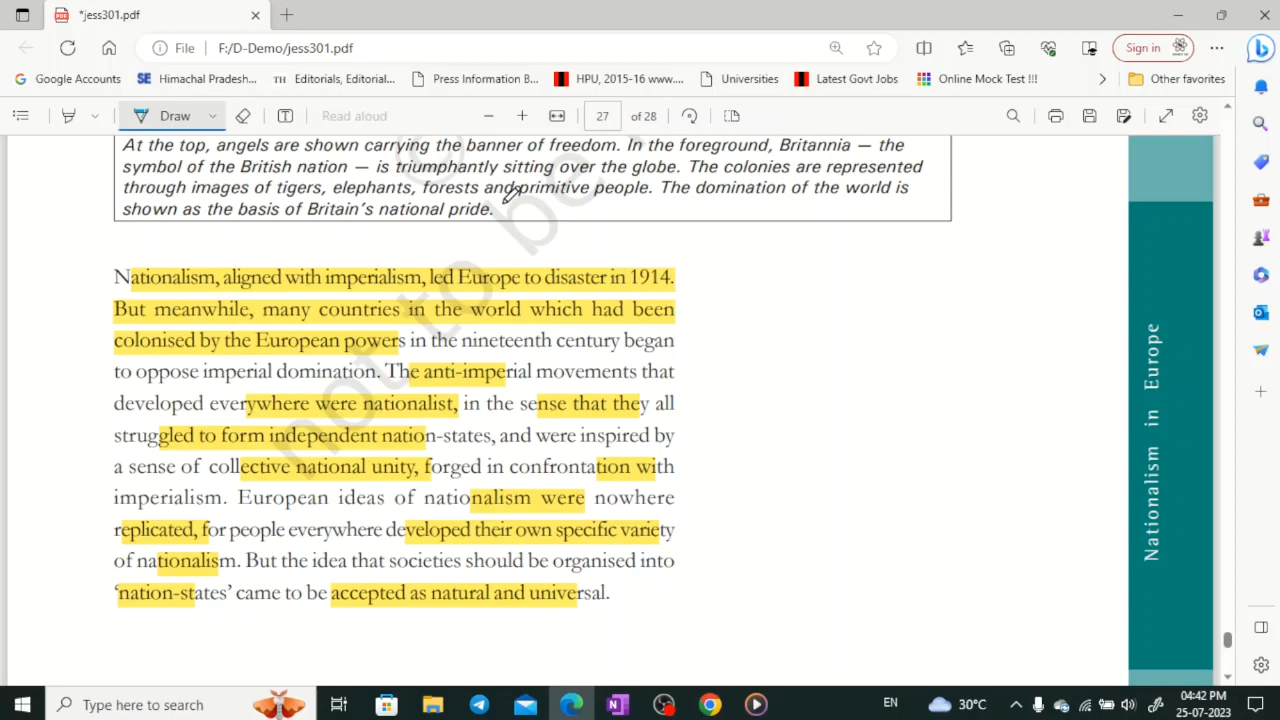 *jess301.pdf
File
F:/D-Demo/jess301.pdf
Sign in
Google Accounts
SE Himachal Pradesh...
TH Editorials, Editorial...
Press Information B...
HPU, 2015-16 www....
Universities
Latest Govt Jobs
Online Mock Test !!!
Other favorites
Draw
Read aloud
27 of 28
At the top, angels are shown carrying the banner of freedom. In the foreground, Britannia — the
symbol of the British nation — is triumphantly sitting over the globe. The colonies are represented
through images of tigers, elephants, forests and primitive people. The domination of the world is
shown as the basis of Britain's national pride.
© not to be
Nationalism, aligned with imperialism, led Europe to disaster in 1914.
But meanwhile, many countries in the world which had been
colonised by the European powers in the nineteenth century began
to oppose imperial domination. The anti-imperial movements that
developed everywhere were nationalist, in the sense that they all
struggled to form independent nation-states, and were inspired by
a sense of collective national unity, forged in confrontation with
imperialism. European ideas of nationalism were nowhere
replicated, for people everywhere developed their own specific variety
of nationalism. But the idea that societies should be organised into
‘nation-states’ came to be accepted as natural and universal.
Nationalism in Europe
Type here to search
EN
30°C
04:42 PM
25-07-2023